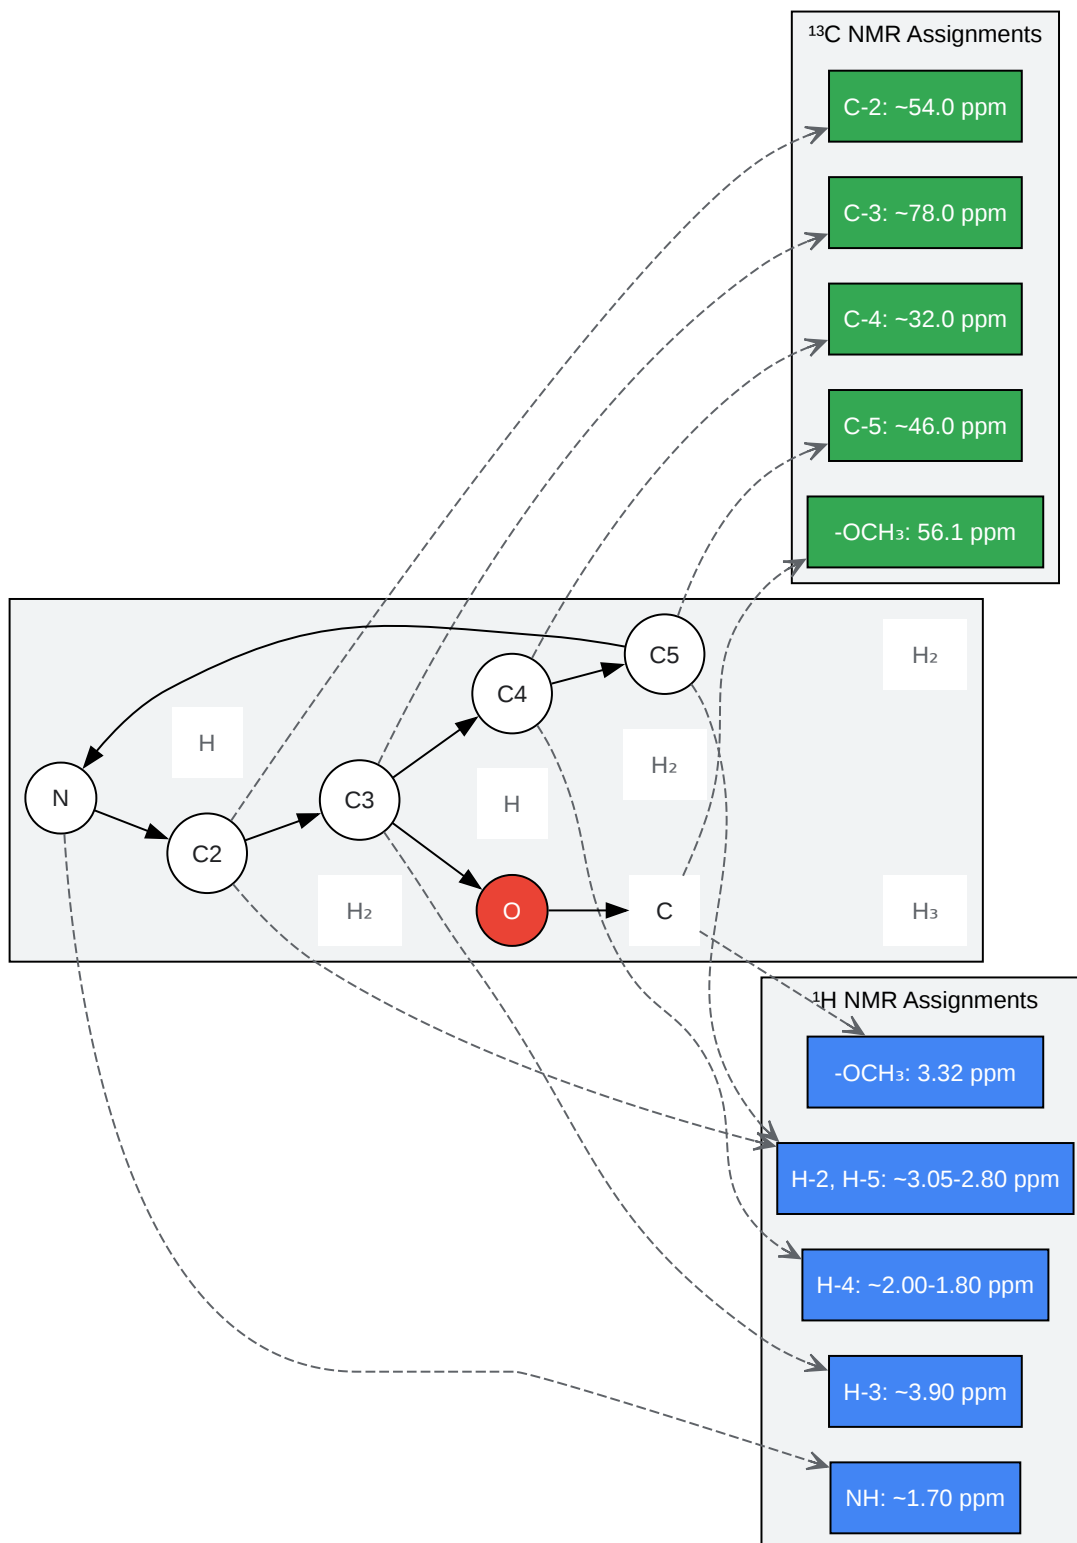 ¹³C NMR Assignments
C-2: ~54.0 ppm
C-3: ~78.0 ppm
C-4: ~32.0 ppm
C-5: ~46.0 ppm
-OCH₃: 56.1 ppm
C5
H₂
C4
H
H₂
N
C3
H
C2
H₂
O
C
H₃
¹H NMR Assignments
-OCH₃: 3.32 ppm
H-2, H-5: ~3.05-2.80 ppm
H-4: ~2.00-1.80 ppm
H-3: ~3.90 ppm
NH: ~1.70 ppm